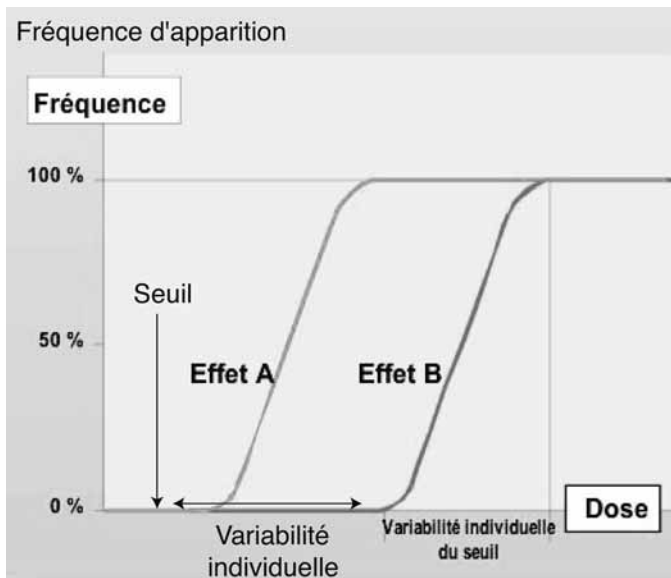 Fréquence d'apparition
Fréquence
100 %
Seuil
50 %
Effet A
Effet B
0 %
Dose
Variabilité
individuelle
Variabilité individuelle
du seuil